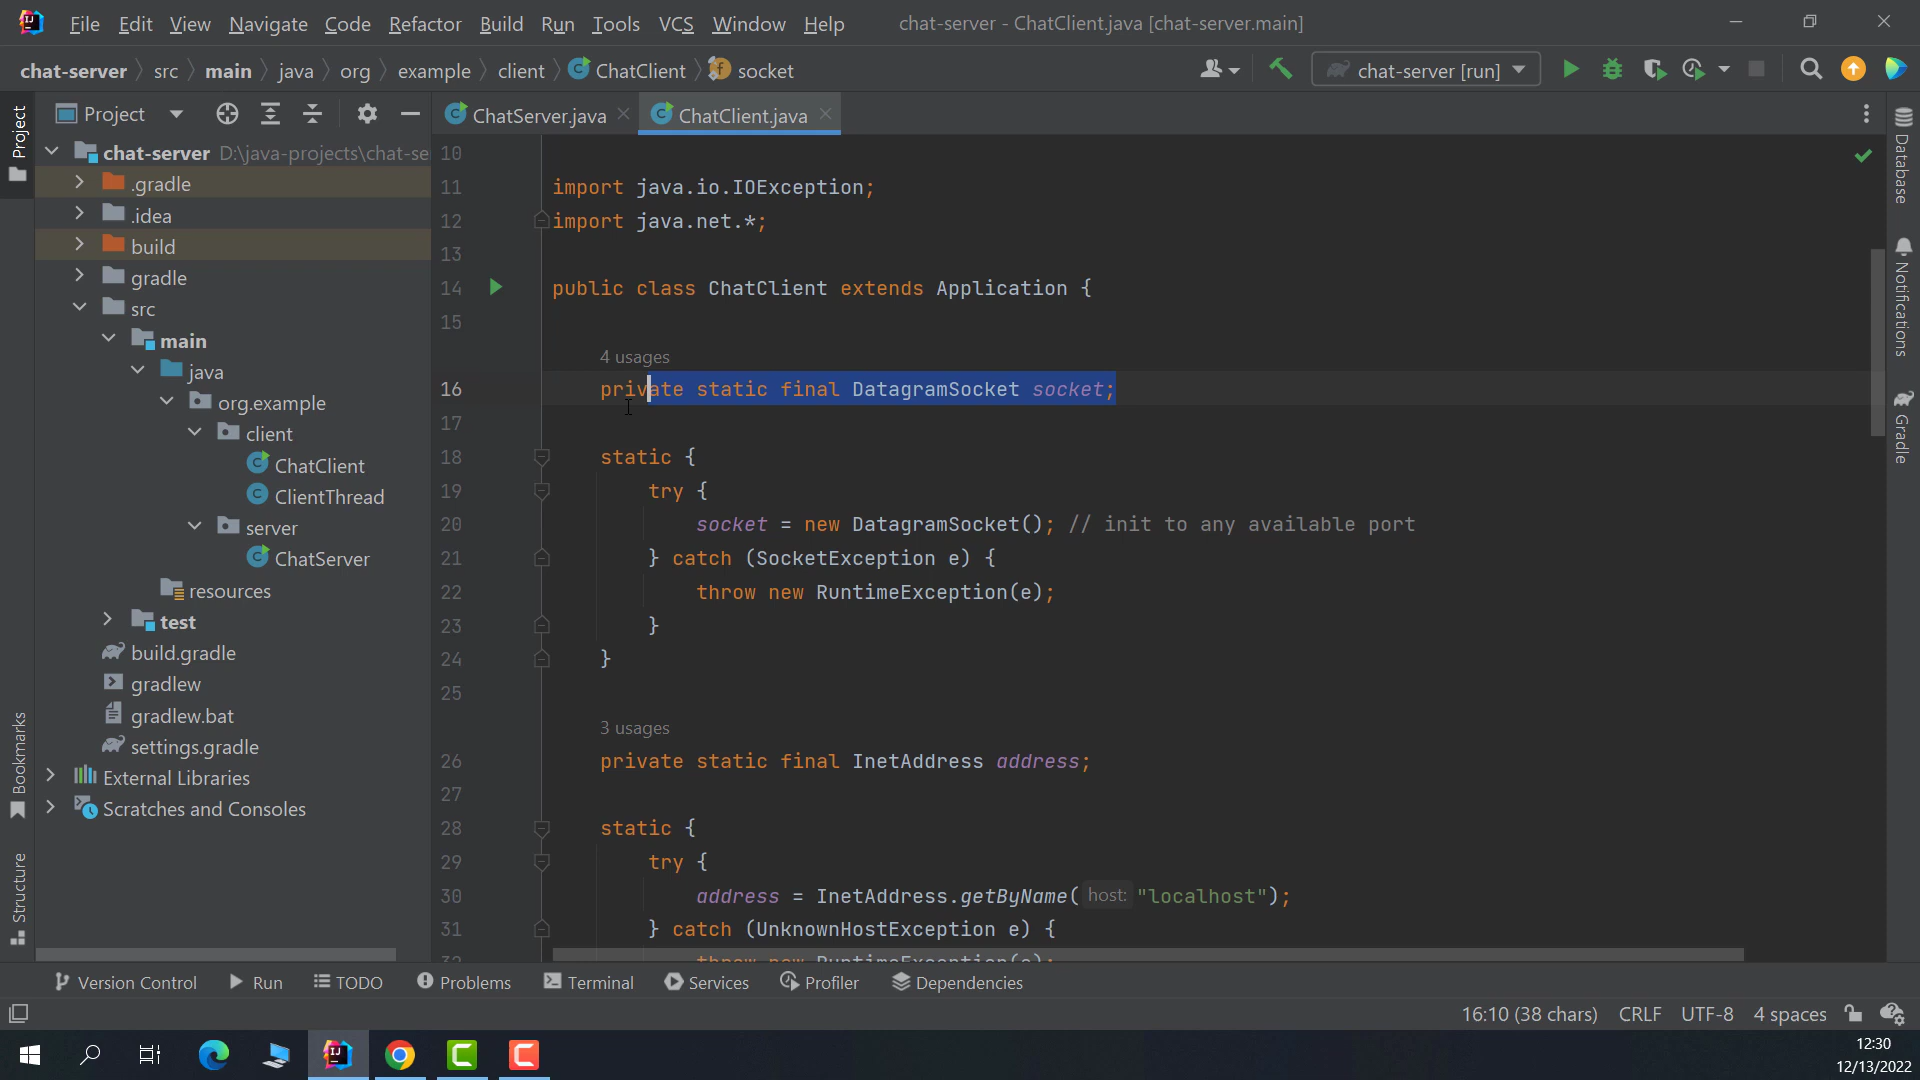 File Edit View Navigate Code Refactor Build Run Tools VCS Window Help chat-server - ChatClient.java [chat-server.main]
chat-server src main java org example client ChatClient socket chat-server [run]
Project
ChatServer.java ChatClient.java
Project
Bookmarks
Structure
chat-server D:\java-projects\chat-se
.gradle
.idea
build
gradle
src
main
java
org.example
client
ChatClient
ClientThread
server
ChatServer
resources
test
build.gradle
gradlew
gradlew.bat
settings.gradle
External Libraries
Scratches and Consoles
10
11 import java.io.IOException;
12 import java.net.*;
13
14 public class ChatClient extends Application {
15
4 usages
16 private static final DatagramSocket socket;
17
18 static {
19 try {
20 socket = new DatagramSocket(); // init to any available port
21 } catch (SocketException e) {
22 throw new RuntimeException(e);
23 }
24 }
25
3 usages
26 private static final InetAddress address;
27
28 static {
29 try {
30 address = InetAddress.getByName( host: "localhost");
31 } catch (UnknownHostException e) {
32 throw new RuntimeException(e);
Database
Notifications
Gradle
Version Control Run TODO Problems Terminal Services Profiler Dependencies
16:10 (38 chars) CRLF UTF-8 4 spaces
12:30
12/13/2022